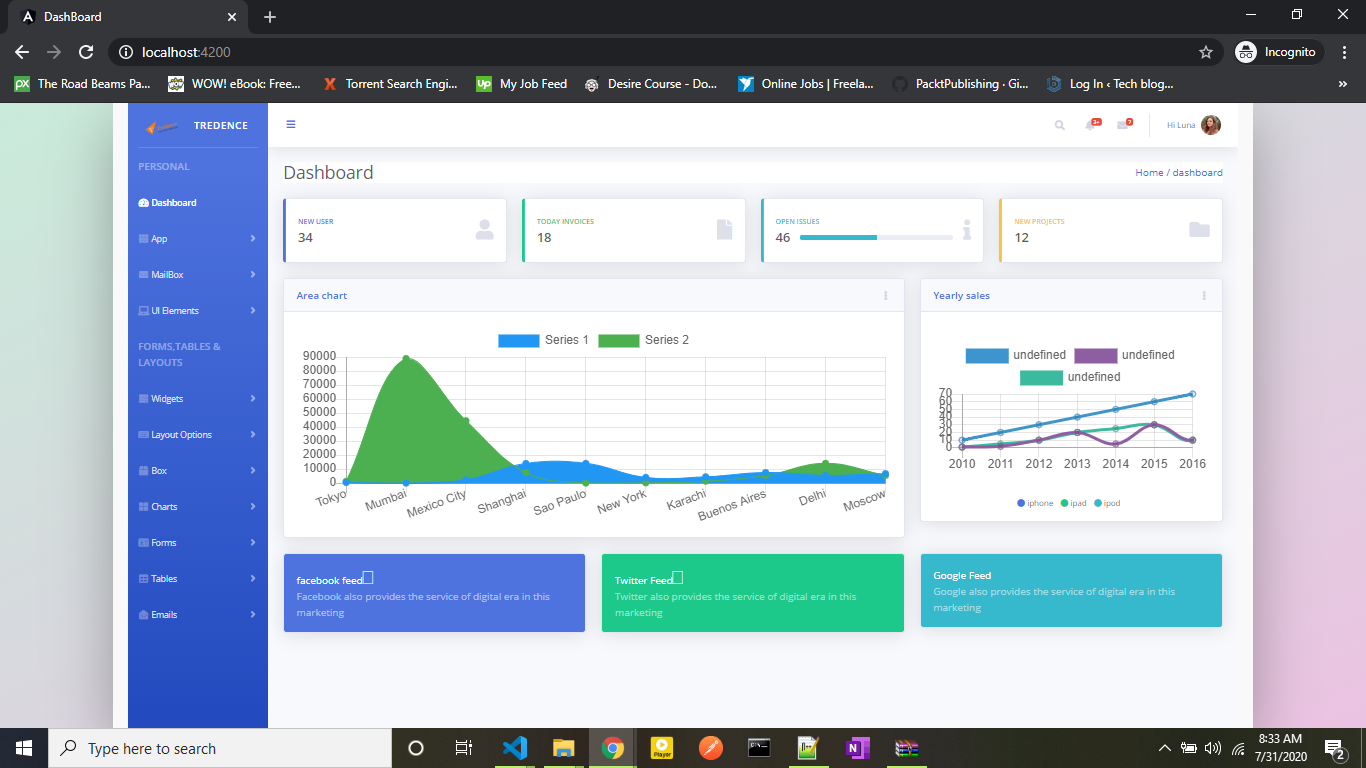 DashBoard
localhost:4200
Incognito
The Road Beams Pa...
WOW! eBook: Free...
Torrent Search Engi...
My Job Feed
Desire Course - Do...
Online Jobs | Freela...
PacktPublishing · Gi...
Log In ‹ Tech blog...
»
TREDENCE
3+
7
Hi Luna
PERSONAL
Dashboard
App
MailBox
UI Elements
FORMS,TABLES &
LAYOUTS
Widgets
Layout Options
Box
Charts
Forms
Tables
Emails
Dashboard
Home / dashboard
NEW USER
34
TODAY INVOICES
18
OPEN ISSUES
46
NEW PROJECTS
12
Area chart
Series 1
Series 2
90000
80000
70000
60000
50000
40000
30000
20000
10000
0
Tokyo
Mumbai
Mexico City
Shanghai
Sao Paulo
New York
Karachi
Buenos Aires
Delhi
Moscow
Yearly sales
undefined
undefined
undefined
70
60
50
40
30
20
10
0
2010 2011 2012 2013 2014 2015 2016
iphone ipad ipod
facebook feed
Facebook also provides the service of digital era in this
marketing
Twitter Feed
Twitter also provides the service of digital era in this
marketing
Google Feed
Google also provides the service of digital era in this
marketing
Type here to search
Player
8:33 AM
7/31/2020
2